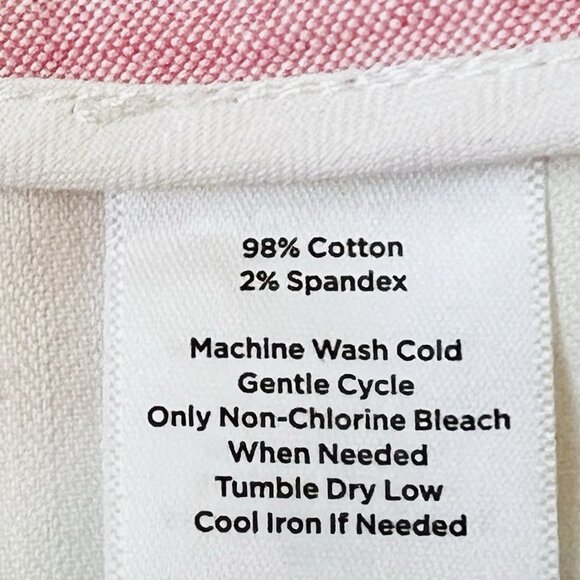 98% Cotton
2% Spandex
Machine Wash Cold
Gentle Cycle
Only Non-Chlorine Bleach
When Needed
Tumble Dry Low
Cool Iron If Needed